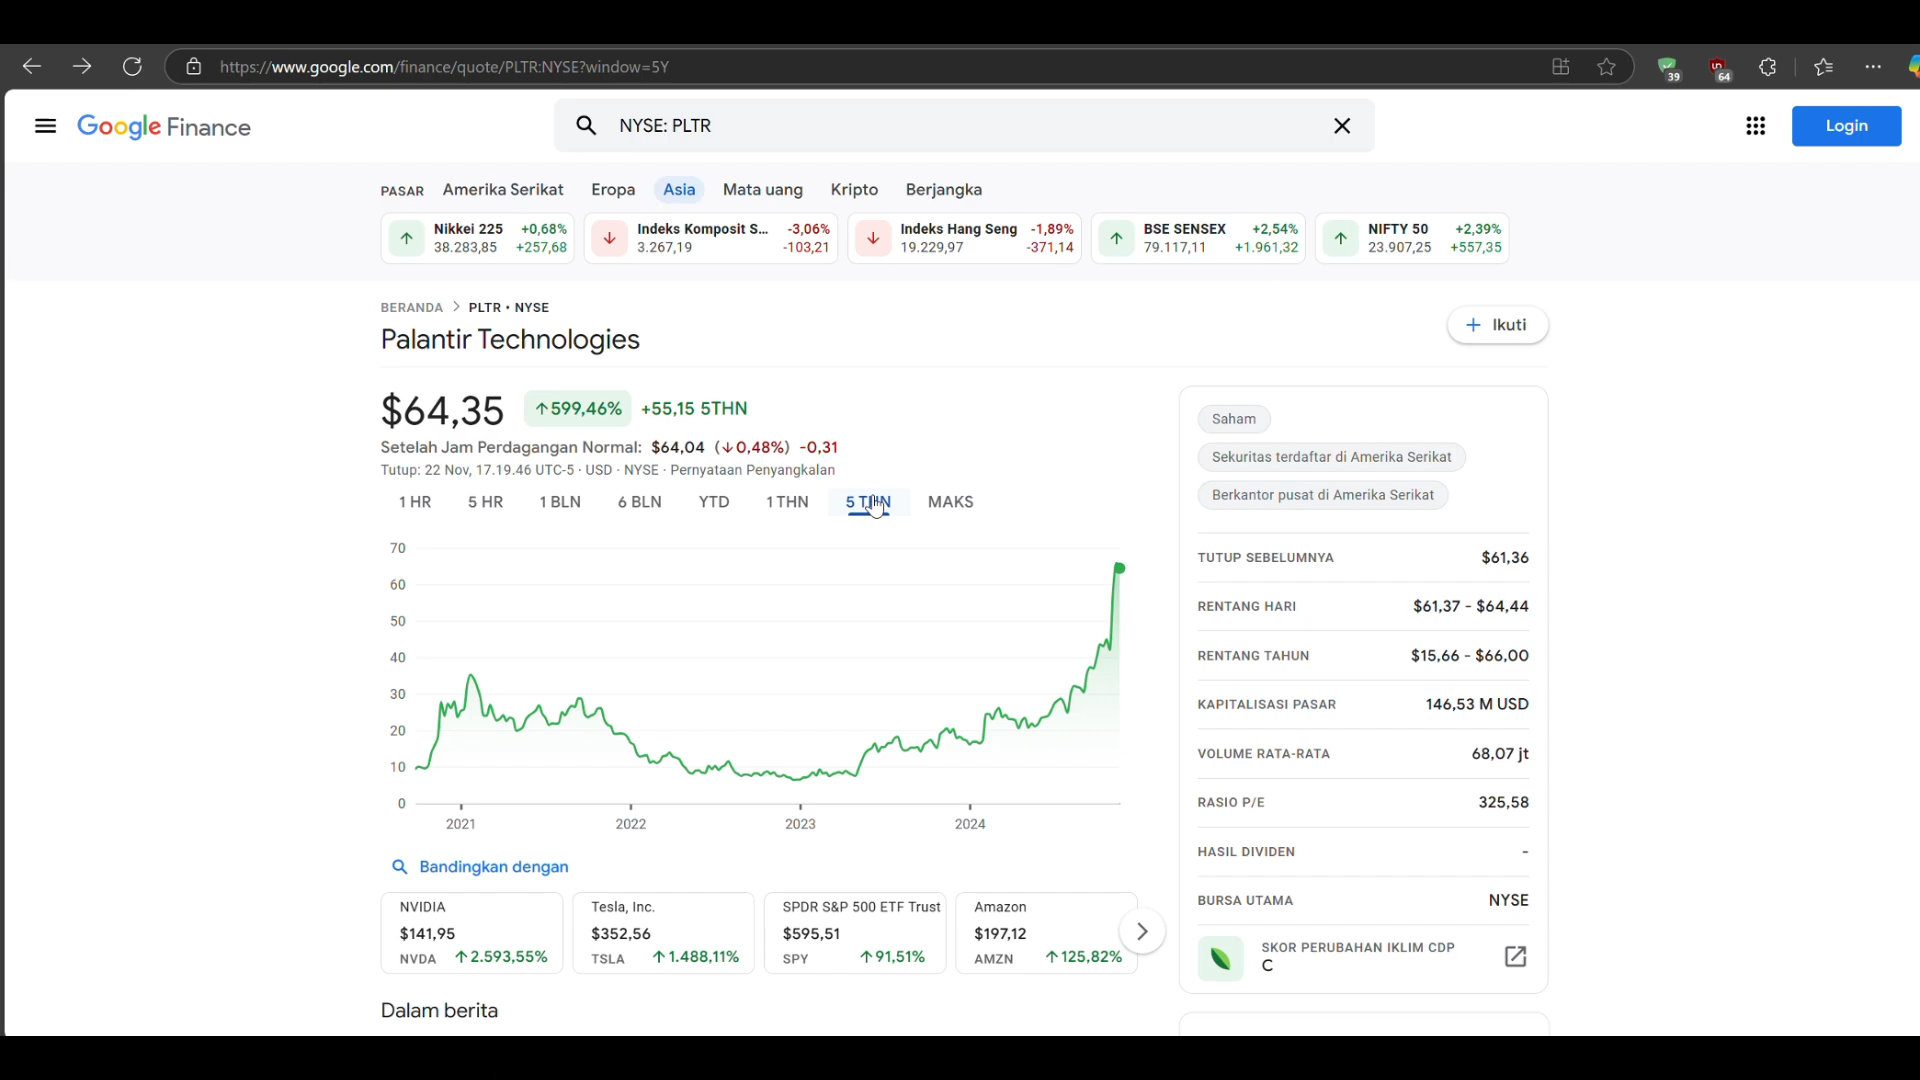 https://www.google.com/finance/quote/PLTR:NYSE?window=5Y
39
64
Google Finance
NYSE: PLTR
Login
PASAR Amerika Serikat Eropa Asia Mata uang Kripto Berjangka
Nikkei 225 +0,68%
38.283,85 +257,68
Indeks Komposit S... -3,06%
3.267,19 -103,21
Indeks Hang Seng -1,89%
19.229,97 -371,14
BSE SENSEX +2,54%
79.117,11 +1.961,32
NIFTY 50 +2,39%
23.907,25 +557,35
BERANDA > PLTR • NYSE
Palantir Technologies
+ Ikuti
$64,35 ↑599,46% +55,15 5THN
Setelah Jam Perdagangan Normal: $64,04 (↓0,48%) -0,31
Tutup: 22 Nov, 17.19.46 UTC-5 · USD · NYSE · Pernyataan Penyangkalan
1 HR 5 HR 1 BLN 6 BLN YTD 1 THN 5 THN MAKS
70
60
50
40
30
20
10
0
2021 2022 2023 2024
Bandingkan dengan
NVIDIA
$141,95
NVDA ↑2.593,55%
Tesla, Inc.
$352,56
TSLA ↑1.488,11%
SPDR S&P 500 ETF Trust
$595,51
SPY ↑91,51%
Amazon
$197,12
AMZN ↑125,82%
Dalam berita
Saham
Sekuritas terdaftar di Amerika Serikat
Berkantor pusat di Amerika Serikat
TUTUP SEBELUMNYA $61,36
RENTANG HARI $61,37 - $64,44
RENTANG TAHUN $15,66 - $66,00
KAPITALISASI PASAR 146,53 M USD
VOLUME RATA-RATA 68,07 jt
RASIO P/E 325,58
HASIL DIVIDEN -
BURSA UTAMA NYSE
SKOR PERUBAHAN IKLIM CDP
C